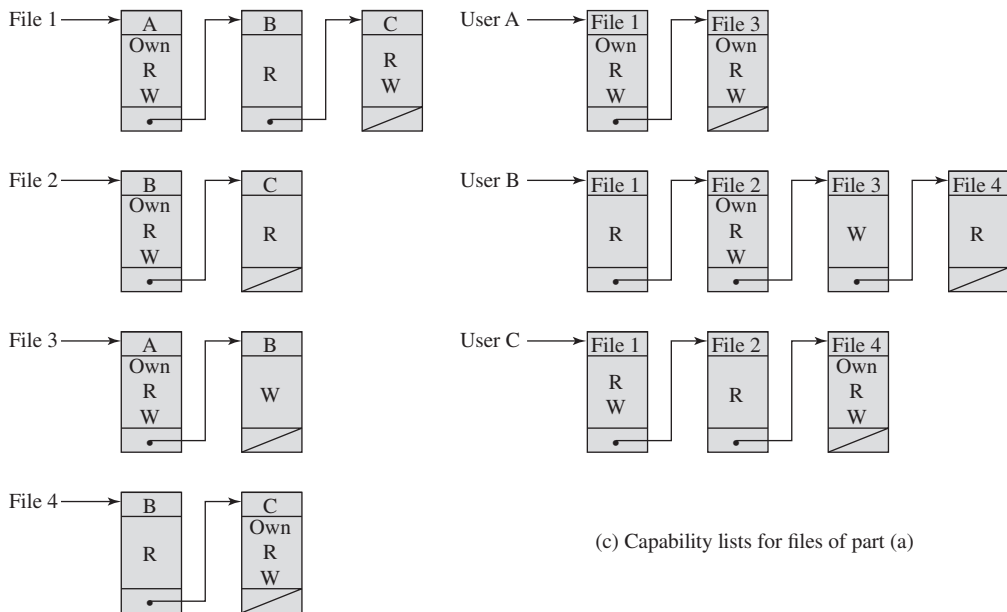 File 1
A
Own
R
W
B
R
C
R
W
File 2
B
Own
R
W
C
R
File 3
A
Own
R
W
B
W
File 4
B
R
C
Own
R
W
User A
File 1
Own
R
W
File 3
Own
R
W
User B
File 1
R
File 2
Own
R
W
File 3
W
File 4
R
User C
File 1
R
W
File 2
R
File 4
Own
R
W
(c) Capability lists for files of part (a)